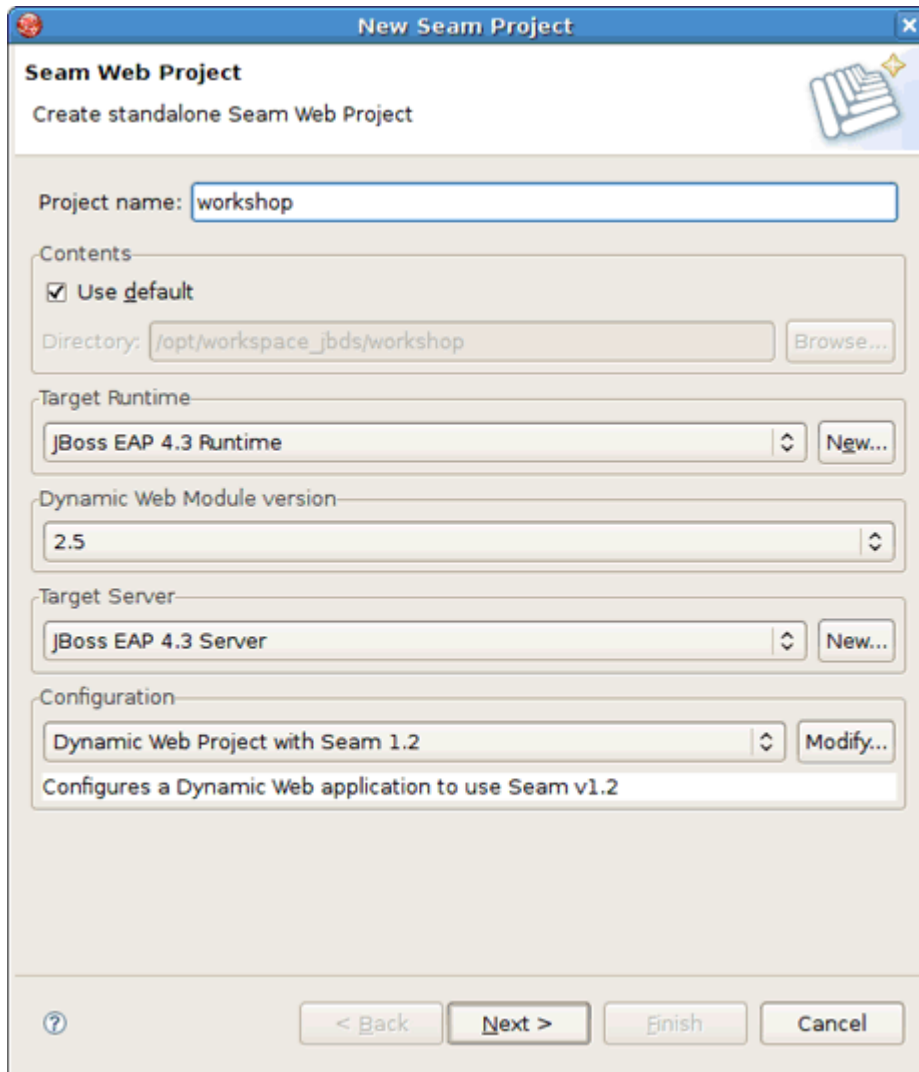 New Seam Project
Seam Web Project
Create standalone Seam Web Project
Project name: workshop
Contents
Use default
Directory: /opt/workspace_jbds/workshop Browse...
Target Runtime
JBoss EAP 4.3 Runtime New...
Dynamic Web Module version
2.5
Target Server
JBoss EAP 4.3 Server New...
Configuration
Dynamic Web Project with Seam 1.2 Modify...
Configures a Dynamic Web application to use Seam v1.2
? < Back Next > Finish Cancel